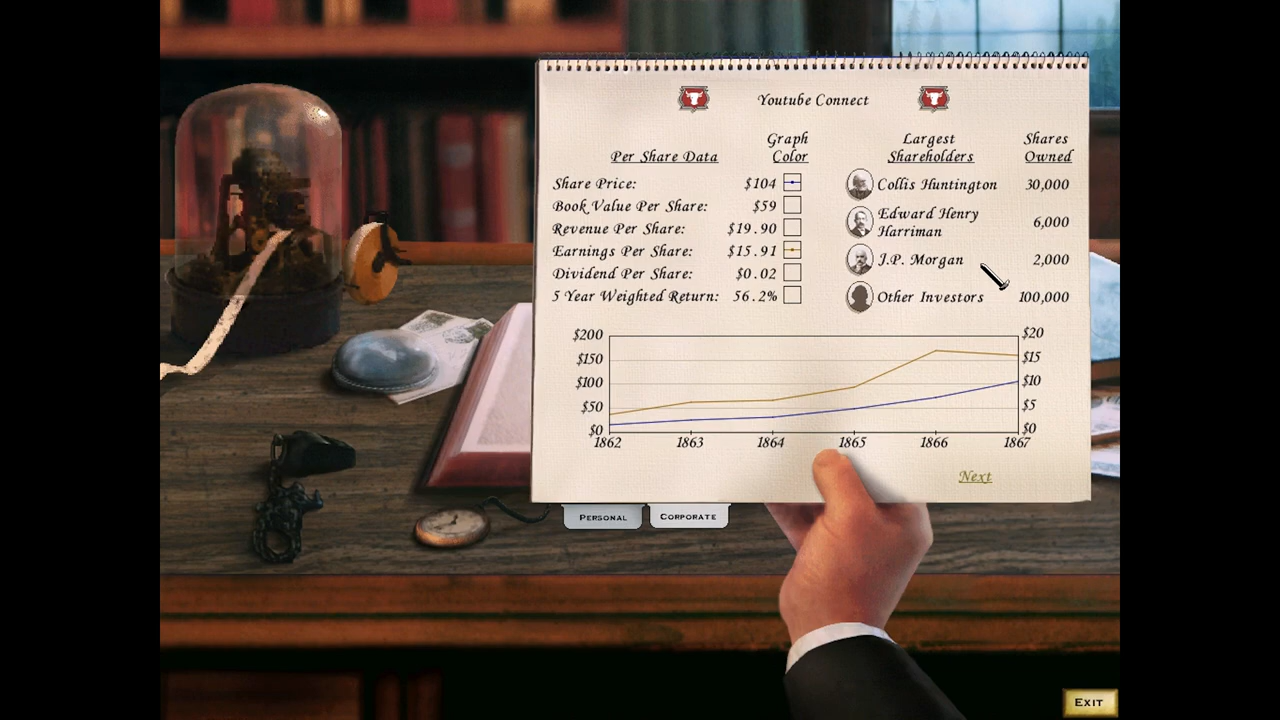 Youtube Connect
Graph
Color
Per Share Data
Share Price: $104
Book Value Per Share: $59
Revenue Per Share: $19.90
Earnings Per Share: $15.91
Dividend Per Share: $0.02
5 Year Weighted Return: 56.2%
Largest
Shareholders
Shares
Owned
Collis Huntington 30,000
Edward Henry
Harriman 6,000
J.P. Morgan 2,000
Other Investors 100,000
$200 $20
$150 $15
$100 $10
$50 $5
$0 $0
1862 1863 1864 1865 1866 1867
Next
PERSONAL CORPORATE
EXIT